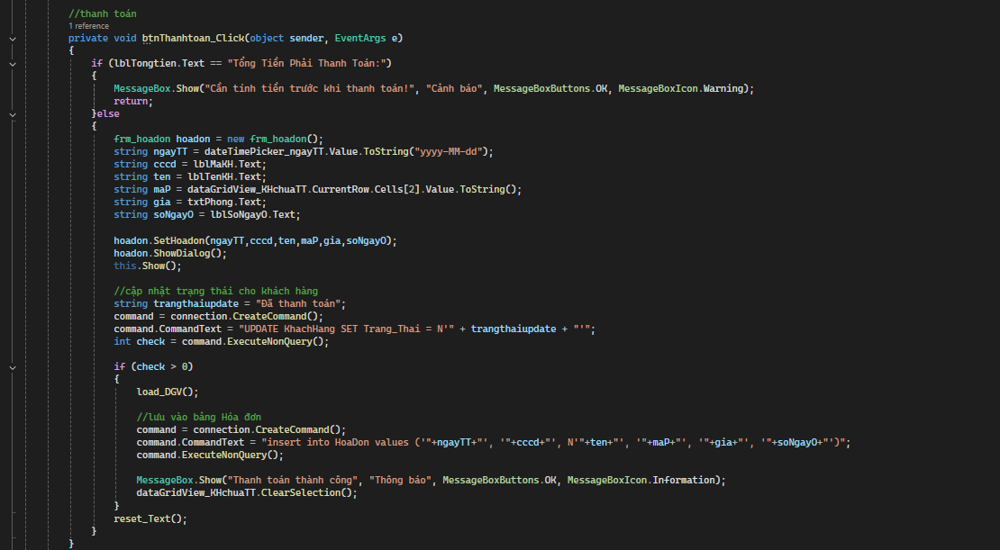 //thanh toán
1 reference
private void btnThanhtoan_Click(object sender, EventArgs e)
{
if (lblTongtien.Text == "Tổng Tiền Phải Thanh Toán:")
{
MessageBox.Show("Cần tính tiền trước khi thanh toán!", "Cảnh báo", MessageBoxButtons.OK, MessageBoxIcon.Warning);
return;
}else
{
frm_hoadon hoadon = new frm_hoadon();
string ngayTT = dateTimePicker_ngayTT.Value.ToString("yyyy-MM-dd");
string cccd = lblMaKH.Text;
string ten = lblTenKH.Text;
string maP = dataGridView_KHchuaTT.CurrentRow.Cells[2].Value.ToString();
string gia = txtPhong.Text;
string soNgayO = lblSoNgayO.Text;
hoadon.SetHoadon(ngayTT,cccd,ten,maP,gia,soNgayO);
hoadon.ShowDialog();
this.Show();
//cập nhật trạng thái cho khách hàng
string trangthaiupdate = "Đã thanh toán";
command = connection.CreateCommand();
command.CommandText = "UPDATE KhachHang SET Trang_Thai = N'" + trangthaiupdate + "'";
int check = command.ExecuteNonQuery();
if (check > 0)
{
load_DGV();
//lưu vào bảng Hóa đơn
command = connection.CreateCommand();
command.CommandText = "insert into HoaDon values ('"+ngayTT+"', '"+cccd+"', N'"+ten+"', '"+maP+"', '"+gia+"', '"+soNgayO+"')";
command.ExecuteNonQuery();
MessageBox.Show("Thanh toán thành công", "Thông báo", MessageBoxButtons.OK, MessageBoxIcon.Information);
dataGridView_KHchuaTT.ClearSelection();
}
reset_Text();
}
}